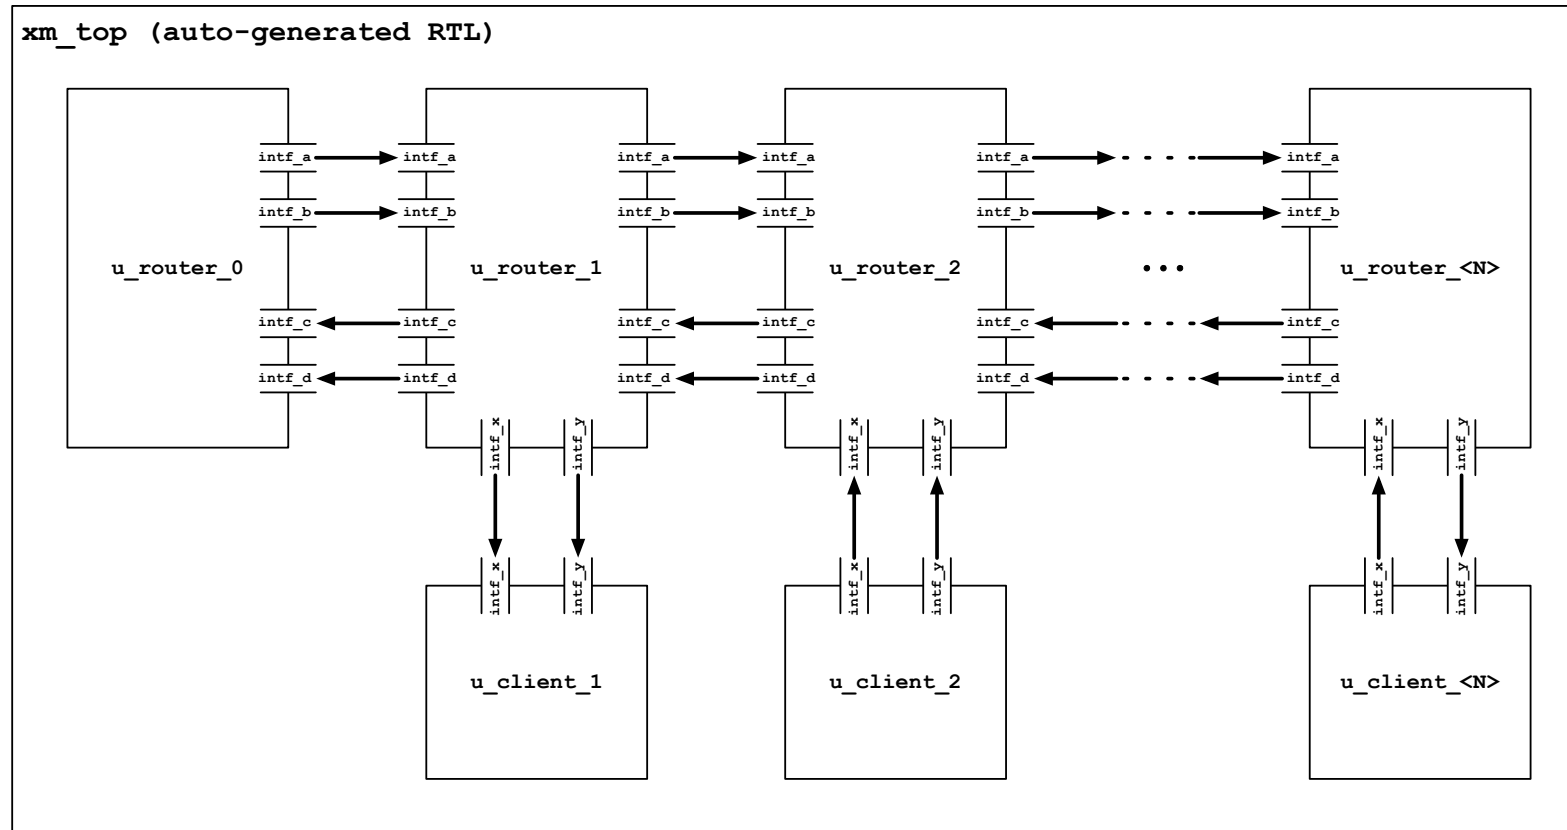 xm_top (auto-generated RTL)
intf_a intf_a intf_a intf_a intf_a intf_a
intf_b intf_b intf_b intf_b intf_b intf_b
u_router_0 u_router_1 u_router_2 ... u_router_<N>
intf_c intf_c intf_c intf_c intf_c intf_c
intf_d intf_d intf_d intf_d intf_d intf_d
intf_x intf_y intf_x intf_y intf_x intf_y
intf_x intf_y intf_x intf_y intf_x intf_y
u_client_1 u_client_2 u_client_<N>